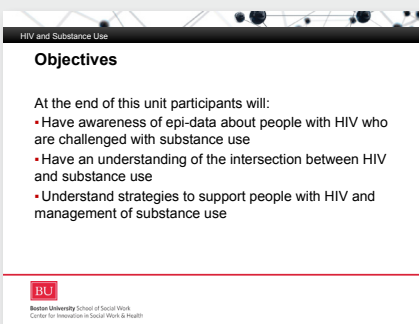 HIV and Substance Use
Objectives
At the end of this unit participants will:
▪Have awareness of epi-data about people with HIV who
are challenged with substance use
▪Have an understanding of the intersection between HIV
and substance use
▪Understand strategies to support people with HIV and
management of substance use
BU
Boston University School of Social Work
Center for Innovation in Social Work & Health